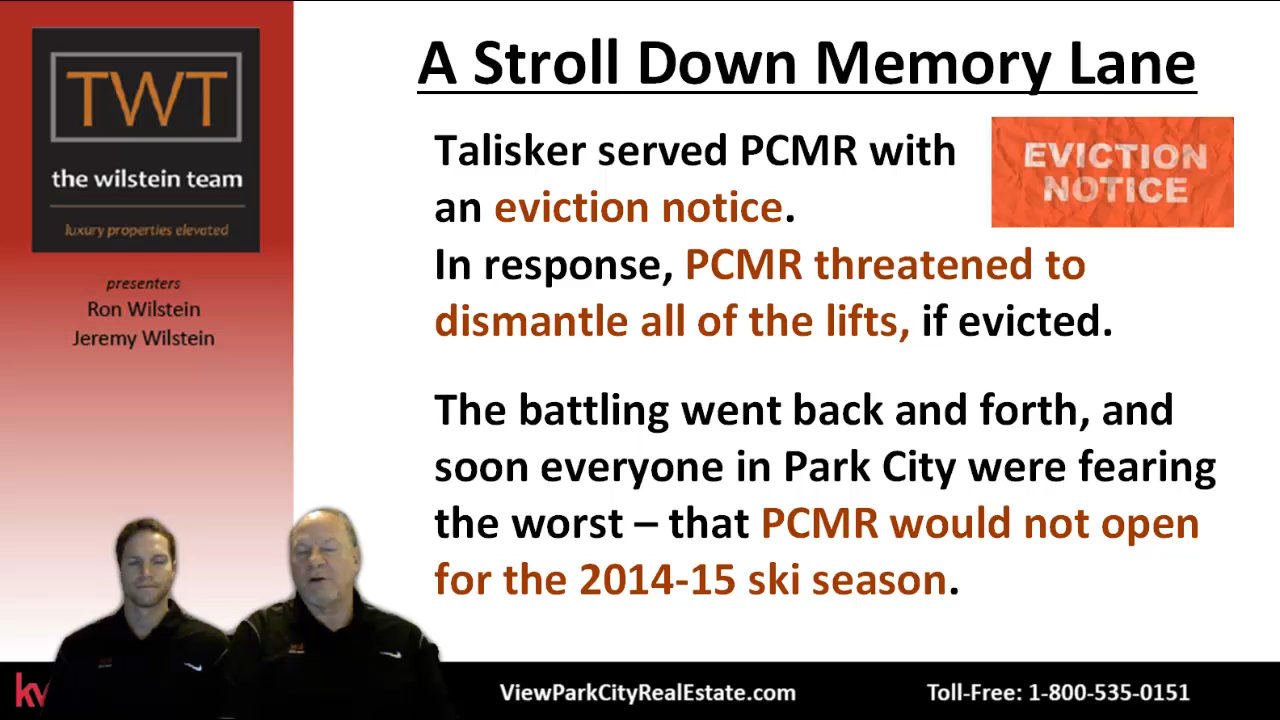 TWT
the wilstein team
luxury properties elevated
presenters
Ron Wilstein
Jeremy Wilstein
A Stroll Down Memory Lane
Talisker served PCMR with
an eviction notice.
EVICTION
NOTICE
In response, PCMR threatened to
dismantle all of the lifts, if evicted.
The battling went back and forth, and
soon everyone in Park City were fearing
the worst – that PCMR would not open
for the 2014-15 ski season.
ViewParkCityRealEstate.com
Toll-Free: 1-800-535-0151